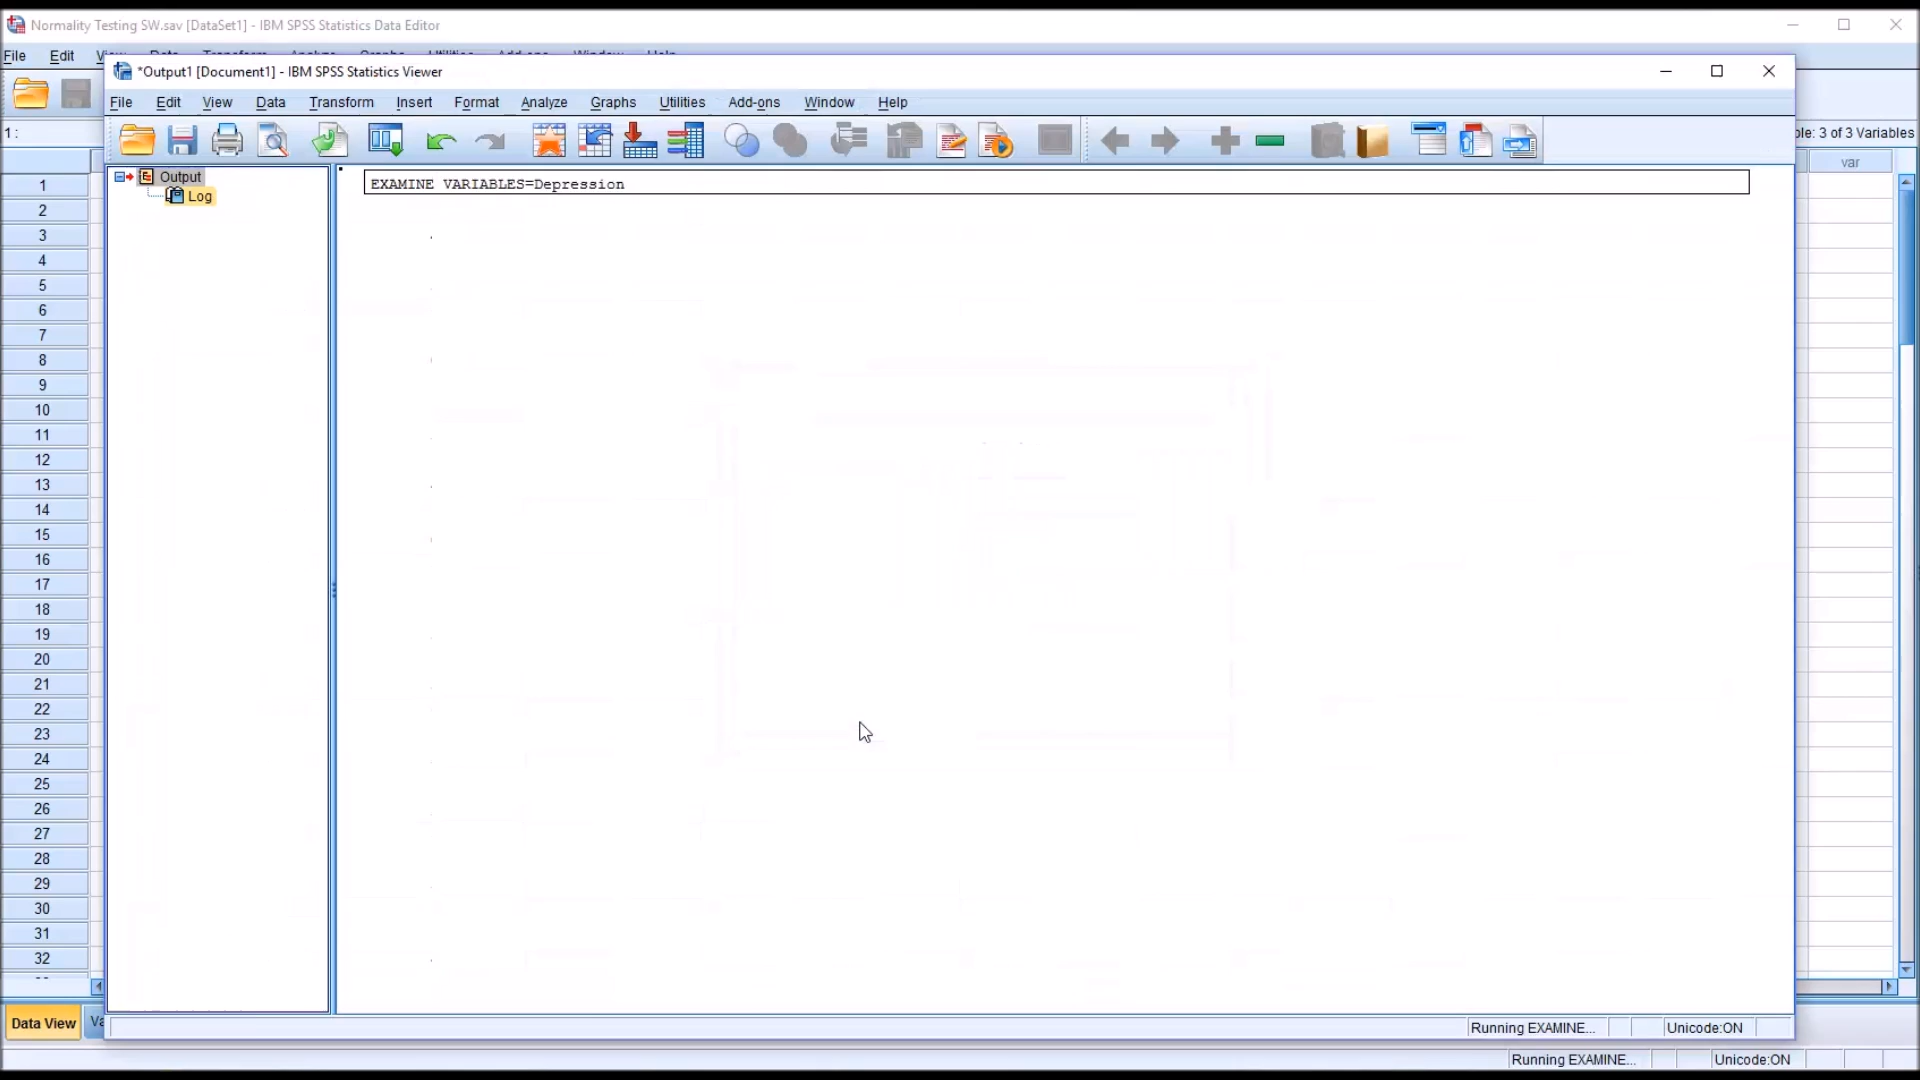 Normality Testing SW.sav [DataSet1] - IBM SPSS Statistics Data Editor
File Edit
*Output1 [Document1] - IBM SPSS Statistics Viewer
File Edit View Data Transform Insert Format Analyze Graphs Utilities Add-ons Window Help
1 :
ble: 3 of 3 Variables
var
Output
Log
EXAMINE VARIABLES=Depression
1
2
3
4
5
6
7
8
9
10
11
12
13
14
15
16
17
18
19
20
21
22
23
24
25
26
27
28
29
30
31
32
Data View
Va
Running EXAMINE... Unicode:ON
Running EXAMINE... Unicode:ON